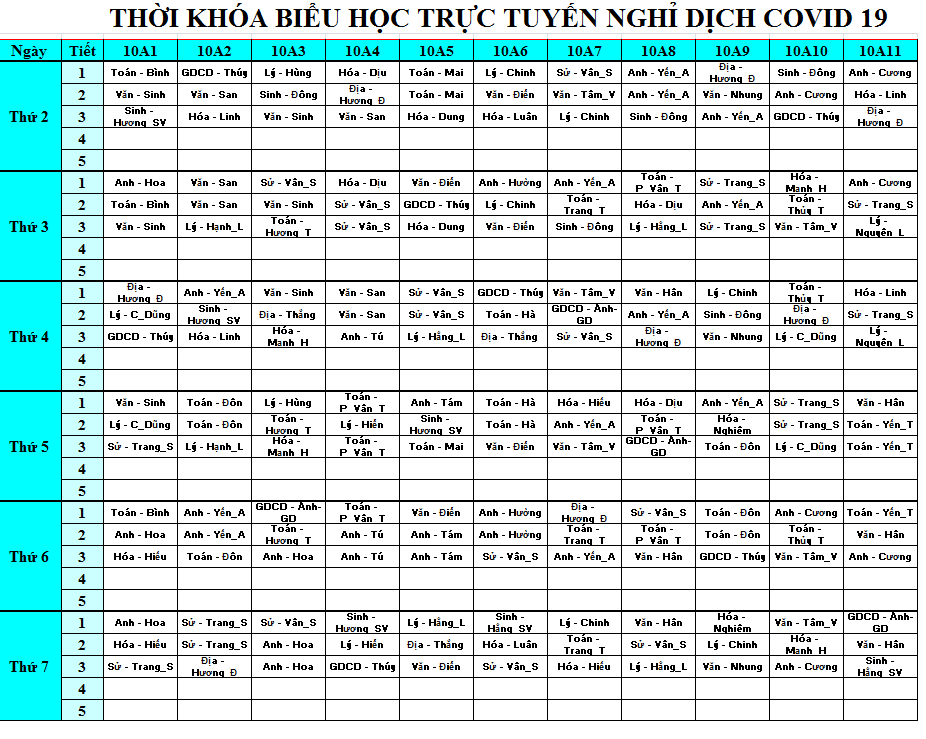 THỜI KHÓA BIỂU HỌC TRỰC TUYẾN NGHỈ DỊCH COVID 19
Ngày Tiết 10A1 10A2 10A3 10A4 10A5 10A6 10A7 10A8 10A9 10A10 10A11
Thứ 2
1 Toán - Bình GDCD - Thúy Lý - Hùng Hóa - Dịu Toán - Mai Lý - Chinh Sử - Vân_S Anh - Yến_A Địa - Hương_Đ Sinh - Đông Anh - Cương
2 Văn - Sinh Văn - San Sinh - Đông Địa - Hương_Đ Toán - Mai Văn - Điển Văn - Tâm_V Anh - Yến_A Văn - Nhung Anh - Cương Hóa - Linh
3 Sinh - Hương_SV Hóa - Linh Văn - Sinh Văn - San Hóa - Dung Hóa - Luân Lý - Chinh Sinh - Đông Anh - Yến_A GDCD - Thúy Địa - Hương_Đ
4
5
Thứ 3
1 Anh - Hoa Văn - San Sử - Vân_S Hóa - Dịu Văn - Điển Anh - Hường Anh - Yến_A Toán - P_Vân_T Sử - Trang_S Hóa - Mạnh_H Anh - Cương
2 Toán - Bình Văn - San Văn - Sinh Sử - Vân_S GDCD - Thúy Lý - Chinh Toán - Trang_T Hóa - Dịu Anh - Yến_A Toán - Thủy_T Sử - Trang_S
3 Văn - Sinh Lý - Hạnh_L Toán - Hương_T Sử - Vân_S Hóa - Dung Văn - Điển Sinh - Đông Lý - Hằng_L Sử - Trang_S Văn - Tâm_V Lý - Nguyên_L
4
5
Thứ 4
1 Địa - Hương_Đ Anh - Yến_A Văn - Sinh Văn - San Sử - Vân_S GDCD - Thúy Văn - Tâm_V Văn - Hân Lý - Chinh Toán - Thủy_T Hóa - Linh
2 Lý - C_Dũng Sinh - Hương_SV Địa - Thắng Văn - San Sử - Vân_S Toán - Hà GDCD - Ánh-GD Anh - Yến_A Sinh - Đông Địa - Hương_Đ Sử - Trang_S
3 GDCD - Thúy Hóa - Linh Hóa - Mạnh_H Anh - Tú Lý - Hằng_L Địa - Thắng Sử - Vân_S Địa - Hương_Đ Văn - Nhung Lý - C_Dũng Lý - Nguyên_L
4
5
Thứ 5
1 Văn - Sinh Toán - Đôn Lý - Hùng Toán - P_Vân_T Anh - Tám Toán - Hà Hóa - Hiếu Hóa - Dịu Anh - Yến_A Sử - Trang_S Văn - Hân
2 Lý - C_Dũng Toán - Đôn Toán - Hương_T Lý - Hiến Sinh - Hương_SV Toán - Hà Anh - Yến_A Toán - P_Vân_T Hóa - Nghiêm Sử - Trang_S Toán - Yến_T
3 Sử - Trang_S Lý - Hạnh_L Hóa - Mạnh_H Toán - P_Vân_T Toán - Mai Văn - Điển Văn - Tâm_V GDCD - Ánh-GD Toán - Đôn Lý - C_Dũng Toán - Yến_T
4
5
Thứ 6
1 Toán - Bình Anh - Yến_A GDCD - Ánh-GD Toán - P_Vân_T Văn - Điển Anh - Hường Địa - Hương_Đ Sử - Vân_S Toán - Đôn Anh - Cương Toán - Yến_T
2 Anh - Hoa Anh - Yến_A Toán - Hương_T Anh - Tú Anh - Tám Anh - Hường Toán - Trang_T Toán - P_Vân_T Toán - Đôn Toán - Thủy_T Văn - Hân
3 Hóa - Hiếu Toán - Đôn Anh - Hoa Anh - Tú Anh - Tám Sử - Vân_S Anh - Yến_A Văn - Hân GDCD - Thúy Văn - Tâm_V Anh - Cương
4
5
Thứ 7
1 Anh - Hoa Sử - Trang_S Sử - Vân_S Sinh - Hương_SV Lý - Hằng_L Sinh - Hằng_SV Lý - Chinh Văn - Hân Hóa - Nghiêm Văn - Tâm_V GDCD - Ánh-GD
2 Hóa - Hiếu Sử - Trang_S Anh - Hoa Lý - Hiến Địa - Thắng Hóa - Luân Toán - Trang_T Sử - Vân_S Lý - Chinh Hóa - Mạnh_H Văn - Hân
3 Sử - Trang_S Địa - Hương_Đ Anh - Hoa GDCD - Thúy Văn - Điển Sử - Vân_S Hóa - Hiếu Lý - Hằng_L Văn - Nhung Anh - Cương Sinh - Hằng_SV
4
5